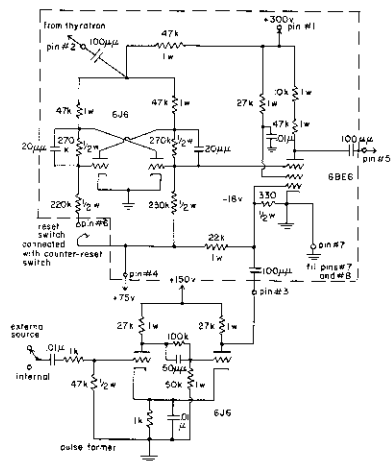 from thyratron
pin #2
100μμ
47k
1w
+300v
pin #1
47k
1w
47k
1w
27k
1w
10k
1w
47k
1w
.01μ
6J6
20μμ
270
K
1/2w
270k
1/2w
20μμ
100μμ
pin#5
6BE6
220k
1/2w
230k
1/2w
-16v
330
1/2w
pin #6
reset
switch
connected
with counter-reset
switch
22k
1w
pin #7
fil pins #7
and #8
pin #4
+75v
100μμ
pin #3
+150v
27k
1w
27k
1w
100k
external
source
.01μ
1k
internal
47k
1/2w
50μμ
50k
1w
6J6
1k
.01
μ
pulse former